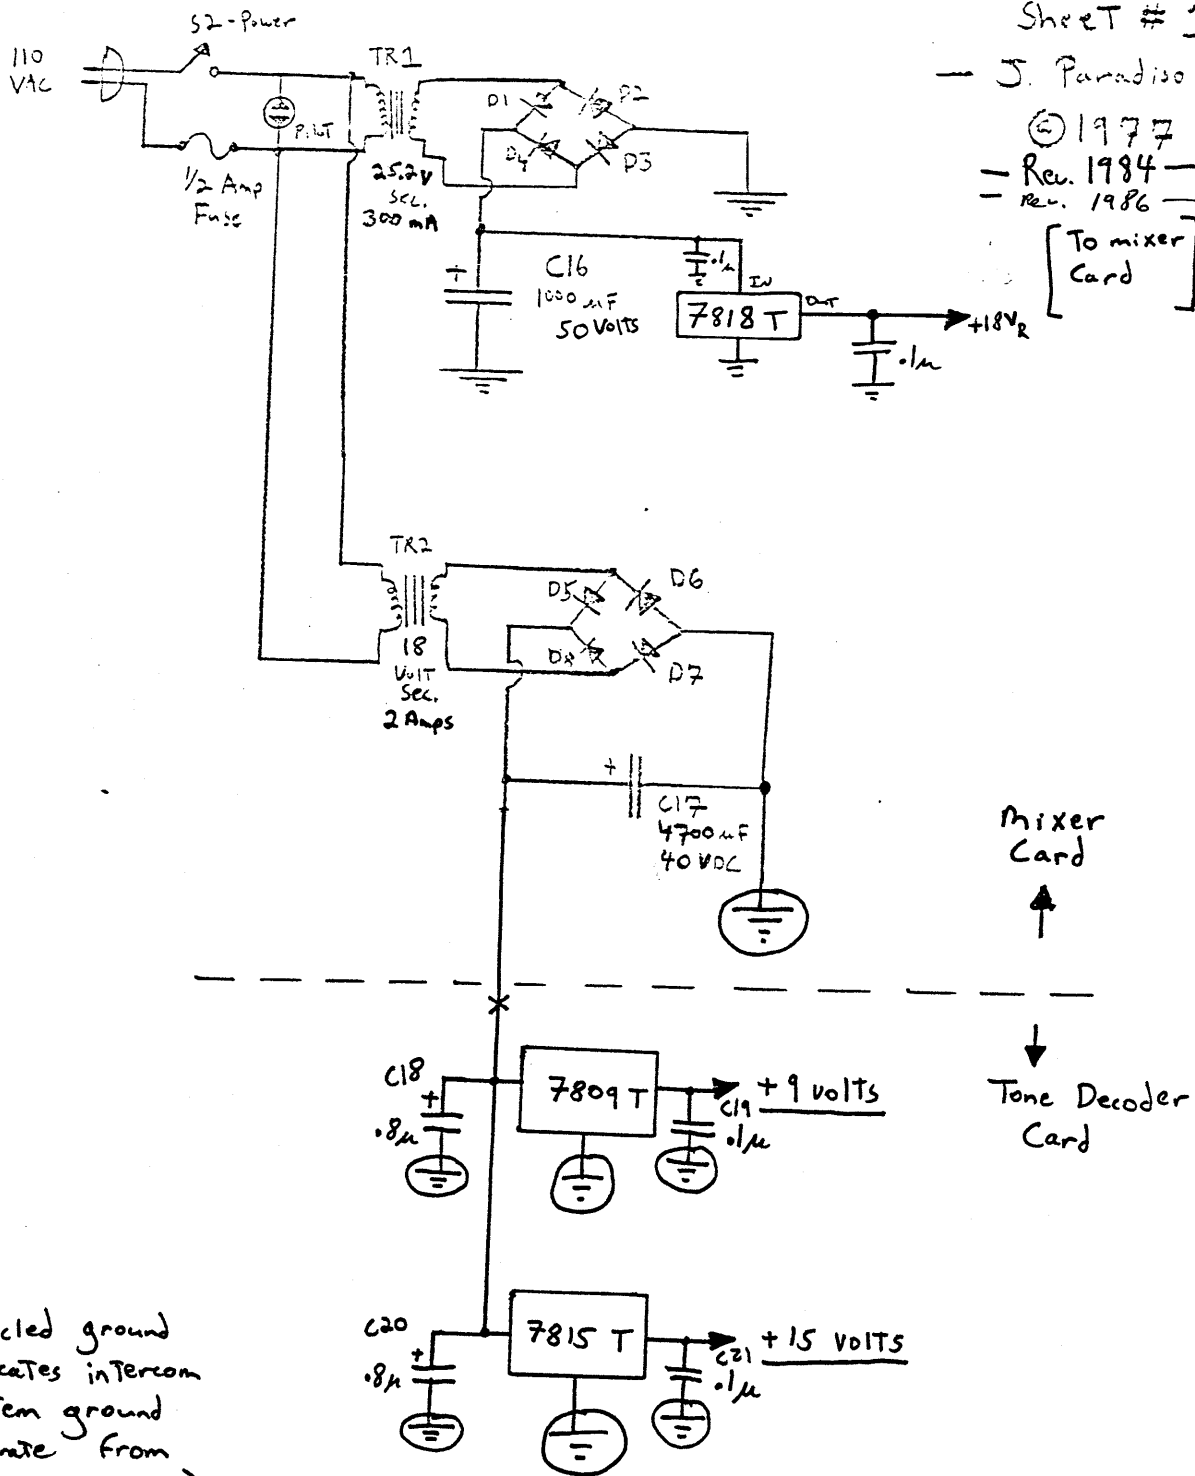 S2-Power
110
VAC
PiloT
1/2 Amp
Fuse
TR1
25.2V
Sec.
300 mA
D1
D2
D4
D3
SheeT # 1
— J. Paradiso
© 1977
— Rev. 1984 —
= Rev. 1986 —
[To mixer
Card]
C16
1000 uF
50 Volts
+
.1u
IN
7818 T
OuT
+18VR
.1u
TR2
18
VolT
Sec.
2 Amps
D5
D6
D8
D7
+
C17
4700 uF
40 VDC
Mixer
Card
Tone Decoder
Card
C18
+
.8u
7809 T
+ 9 volTs
C19
.1u
C20
+
.8u
7815 T
+ 15 volTs
C21
.1u
cled ground
cates inTercom
Tem ground
raTe From